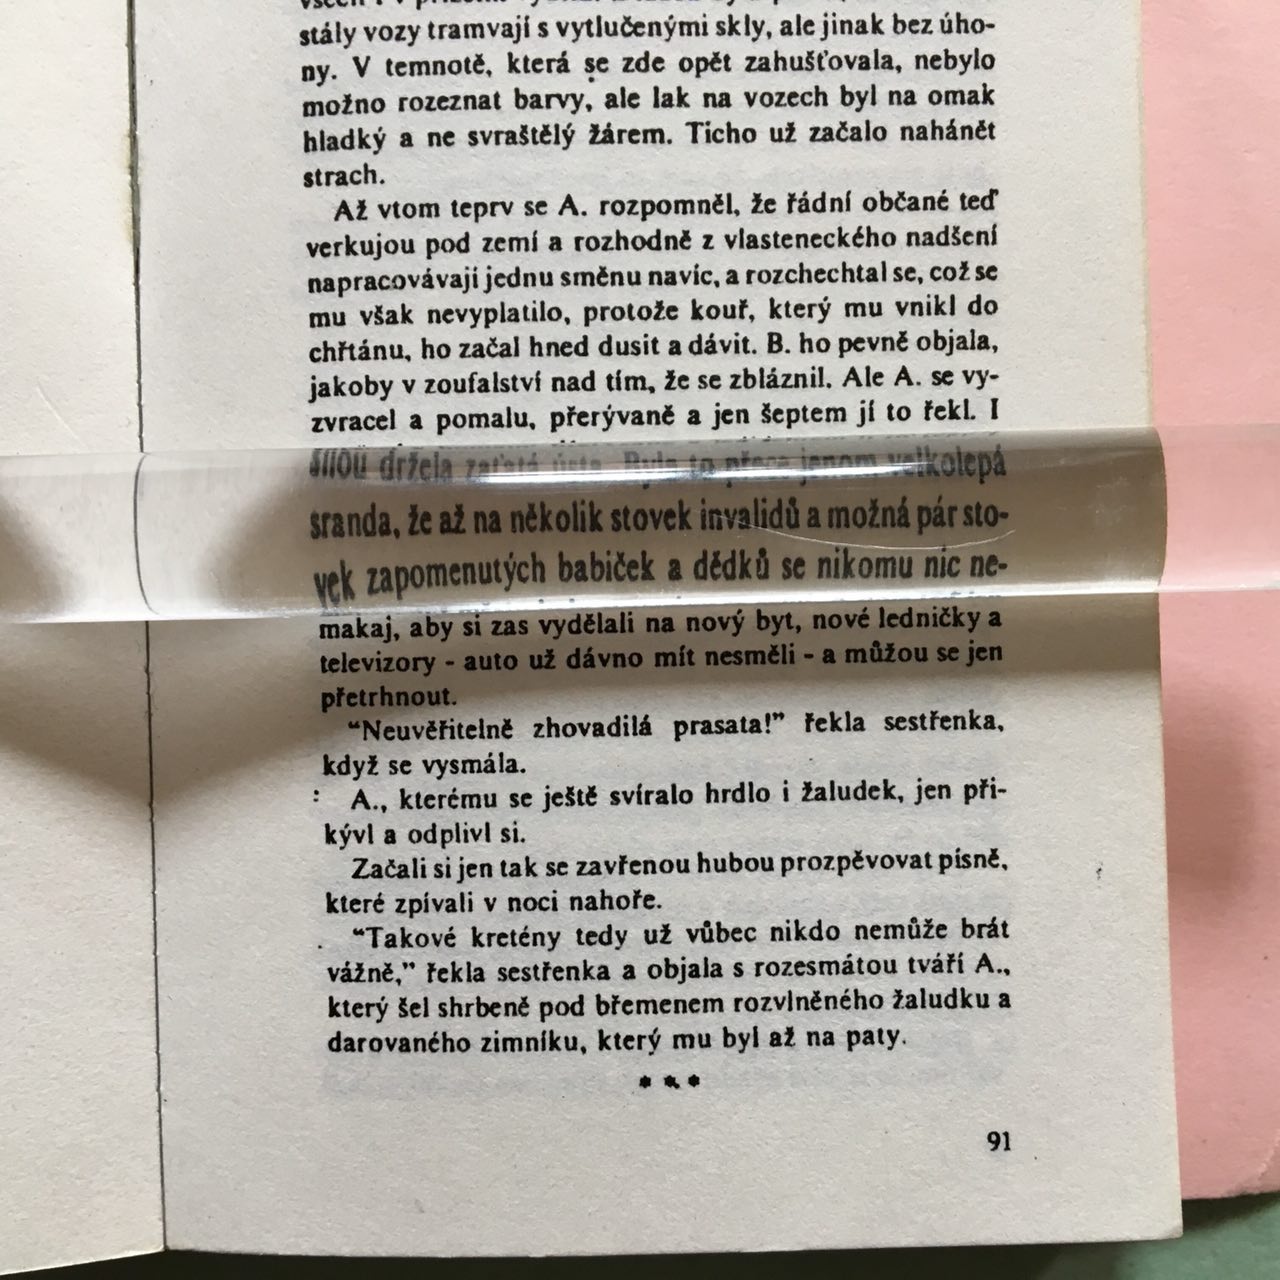 stály vozy tramvají s vytlučenými skly, ale jinak bez úho-
ny. V temnotě, která se zde opět zahušťovala, nebylo
možno rozeznat barvy, ale lak na vozech byl na omak
hladký a ne svraštělý žárem. Ticho už začalo nahánět
strach.
Až vtom teprv se A. rozpomněl, že řádní občané teď
verkujou pod zemí a rozhodně z vlasteneckého nadšení
napracovávají jednu směnu navíc, a rozchechtal se, což se
mu však nevyplatilo, protože kouř, který mu vnikl do
chřtánu, ho začal hned dusit a dávit. B. ho pevně objala,
jakoby v zoufalství nad tím, že se zbláznil. Ale A. se vy-
zvracel a pomalu, přerývaně a jen šeptem jí to řekl. I
držela zaťatá ústa. Byla to přece jenom velkolepá
sranda, že až na několik stovek invalidů a možná pár sto-
vek zapomenutých babiček a dědků se nikomu nic ne-
makaj, aby si zas vydělali na nový byt, nové ledničky a
televizory - auto už dávno mít nesměli - a můžou se jen
přetrhnout.
"Neuvěřitelně zhovadilá prasata!" řekla sestřenka,
když se vysmála.
: A., kterému se ještě svíralo hrdlo i žaludek, jen při-
kývl a odplivl si.
Začali si jen tak se zavřenou hubou prozpěvovat písně,
které zpívali v noci nahoře.
"Takové kretény tedy už vůbec nikdo nemůže brát
vážně," řekla sestřenka a objala s rozesmátou tváří A.,
který šel shrbeně pod břemenem rozvlněného žaludku a
darovaného zimníku, který mu byl až na paty.
* * *
91